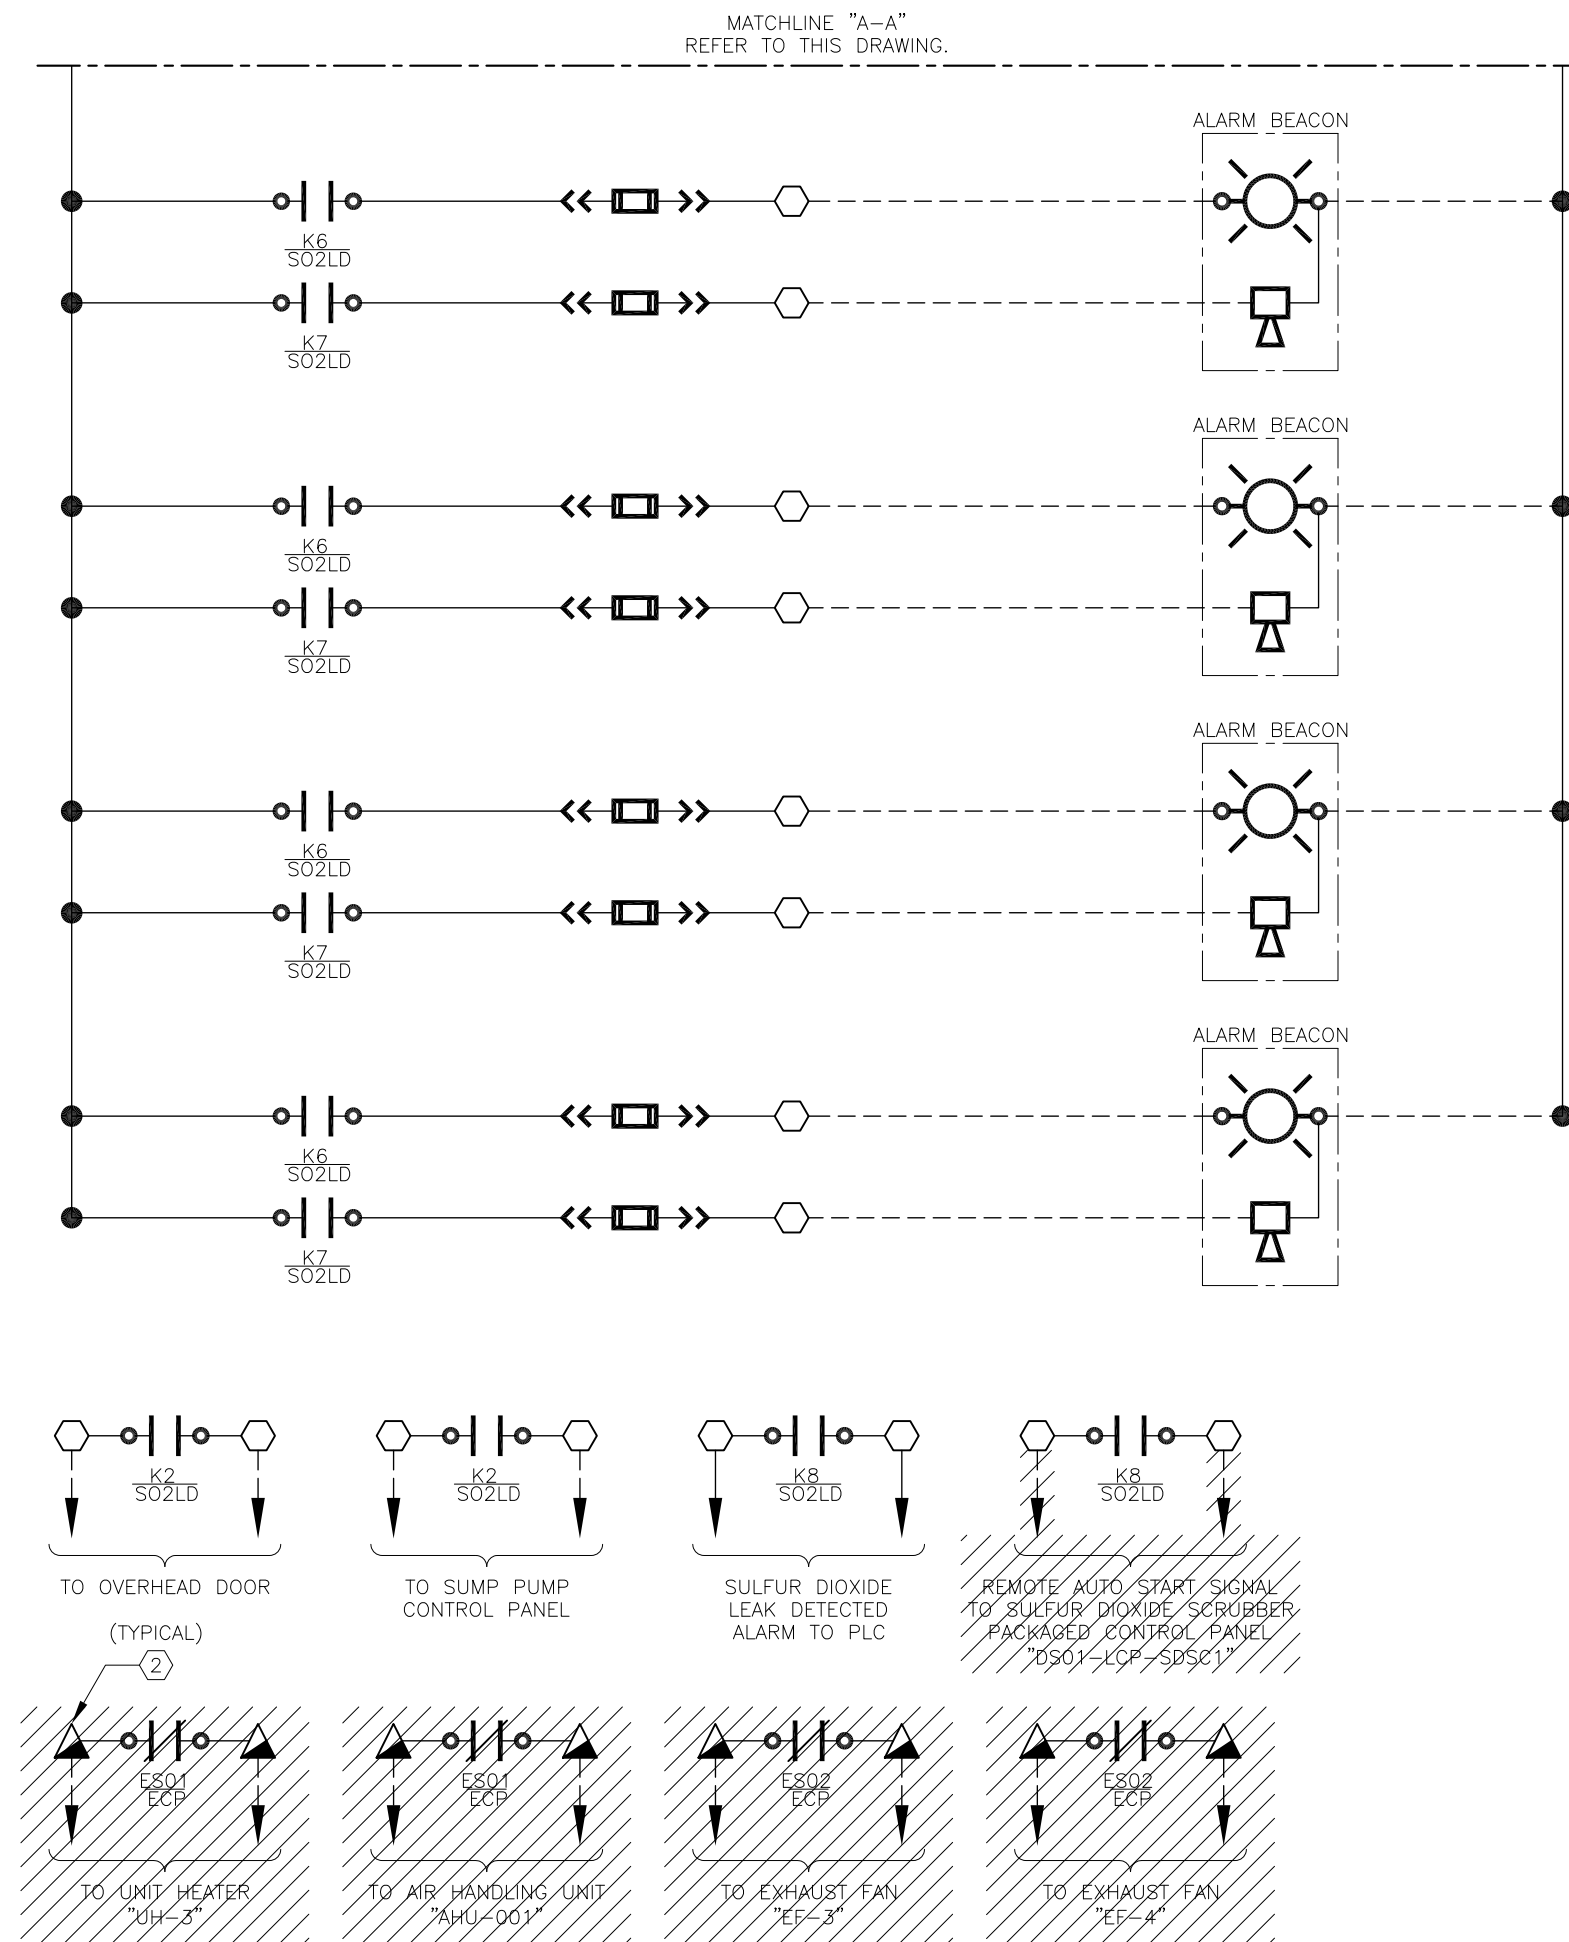 MATCHLINE "A-A"
REFER TO THIS DRAWING.
ALARM BEACON
K6
SO2LD
K7
SO2LD
ALARM BEACON
K6
SO2LD
K7
SO2LD
ALARM BEACON
K6
SO2LD
K7
SO2LD
ALARM BEACON
K6
SO2LD
K7
SO2LD
K2
SO2LD
TO OVERHEAD DOOR
K2
SO2LD
TO SUMP PUMP
CONTROL PANEL
K8
SO2LD
SULFUR DIOXIDE
LEAK DETECTED
ALARM TO PLC
K8
SO2LD
REMOTE AUTO START SIGNAL
TO SULFUR DIOXIDE SCRUBBER
PACKAGED CONTROL PANEL
"DS01-LCP-SDSC1"
(TYPICAL)
2
ES01
ECP
TO UNIT HEATER
"UH-3"
ES01
ECP
TO AIR HANDLING UNIT
"AHU-001"
ES02
ECP
TO EXHAUST FAN
"EF-3"
ES02
ECP
TO EXHAUST FAN
"EF-4"